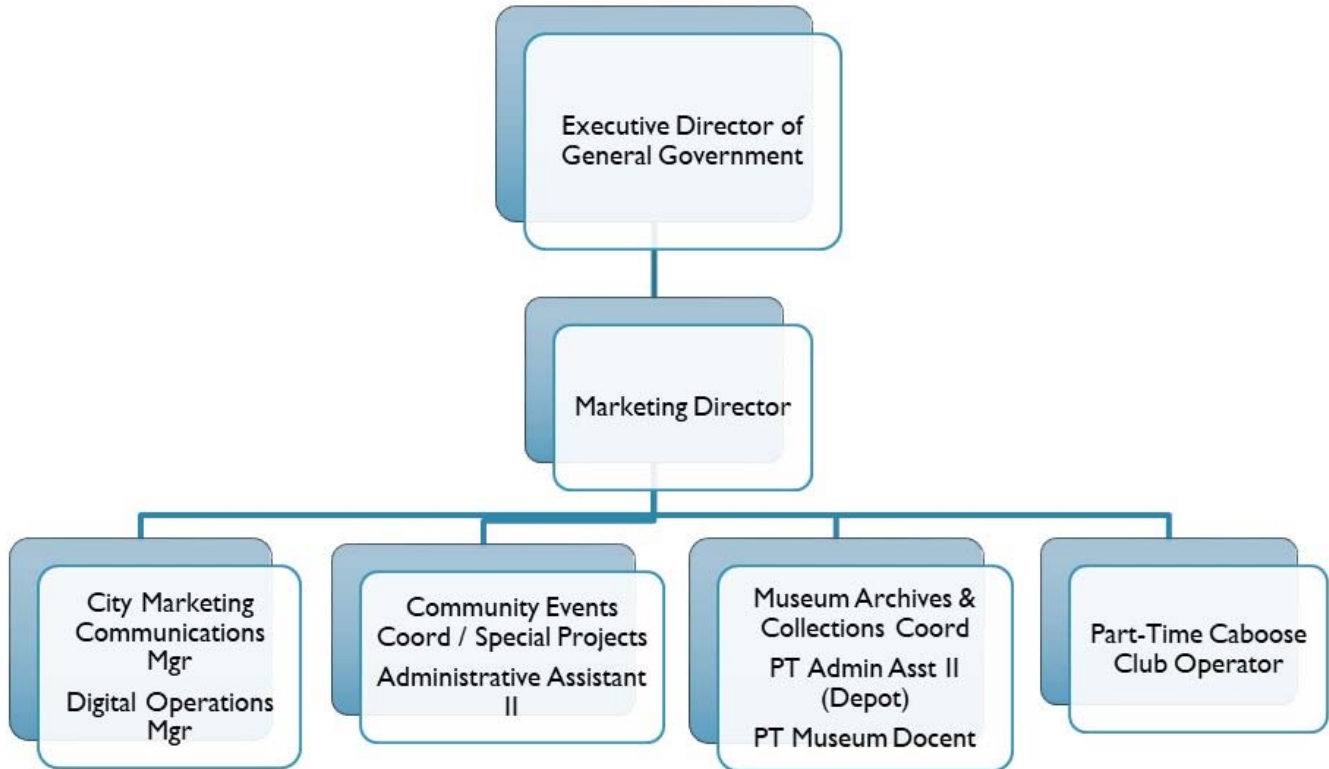 Executive Director of
General Government
Marketing Director
City Marketing
Communications
Mgr
Digital Operations
Mgr
Community Events
Coord / Special Projects
Administrative Assistant
II
Museum Archives &
Collections Coord
PT Admin Asst II
(Depot)
PT Museum Docent
Part-Time Caboose
Club Operator